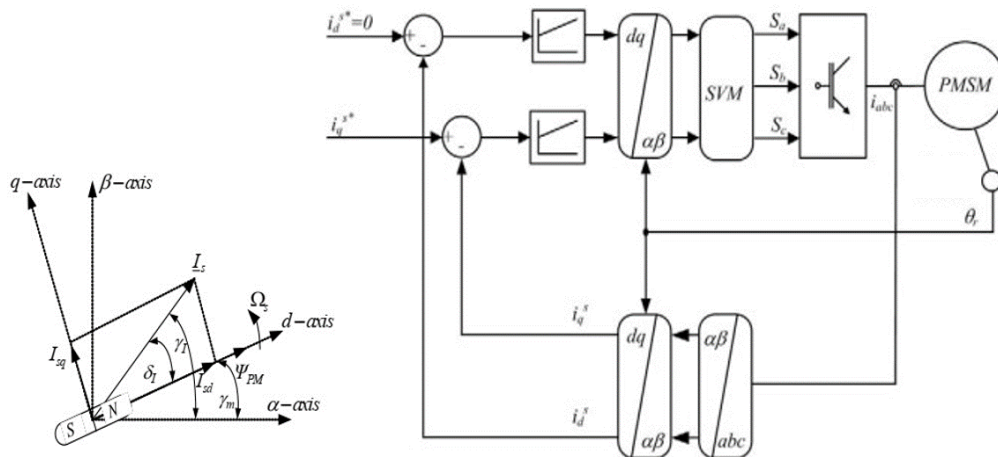 i_d^{s*}=0
+
-
i_q^{s*}
+
-
dq
αβ
SVM
S_a
S_b
S_c
i_abc
PMSM
θ_r
i_q^s
i_d^s
dq
αβ
αβ
abc
q-axis
β-axis
I_s
Ω_s
d-axis
I_sq
γ_I
δ_I
I_sd
Ψ_PM
γ_m
S
N
α-axis